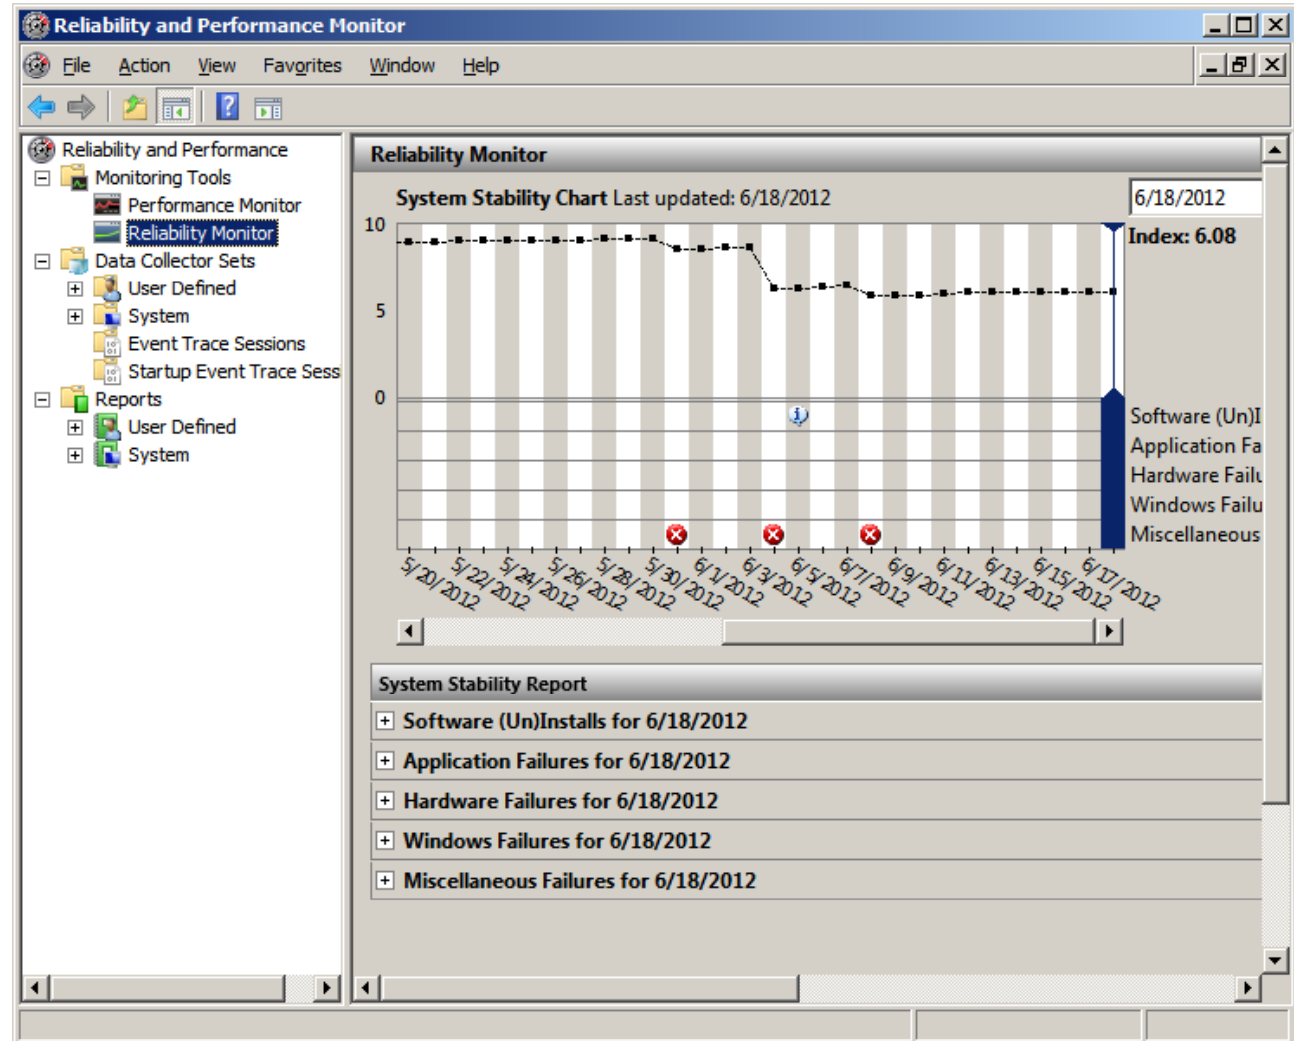 Reliability and Performance Monitor
File Action View Favorites Window Help
Reliability and Performance
Monitoring Tools
Performance Monitor
Reliability Monitor
Data Collector Sets
User Defined
System
Event Trace Sessions
Startup Event Trace Sess
Reports
User Defined
System
Reliability Monitor
System Stability Chart Last updated: 6/18/2012
6/18/2012
Index: 6.08
10
5
0
Software (Un)I
Application Fa
Hardware Failu
Windows Failu
Miscellaneous
5/20/2012
5/22/2012
5/24/2012
5/26/2012
5/28/2012
5/30/2012
6/1/2012
6/3/2012
6/5/2012
6/7/2012
6/9/2012
6/11/2012
6/13/2012
6/15/2012
6/17/2012
System Stability Report
Software (Un)Installs for 6/18/2012
Application Failures for 6/18/2012
Hardware Failures for 6/18/2012
Windows Failures for 6/18/2012
Miscellaneous Failures for 6/18/2012